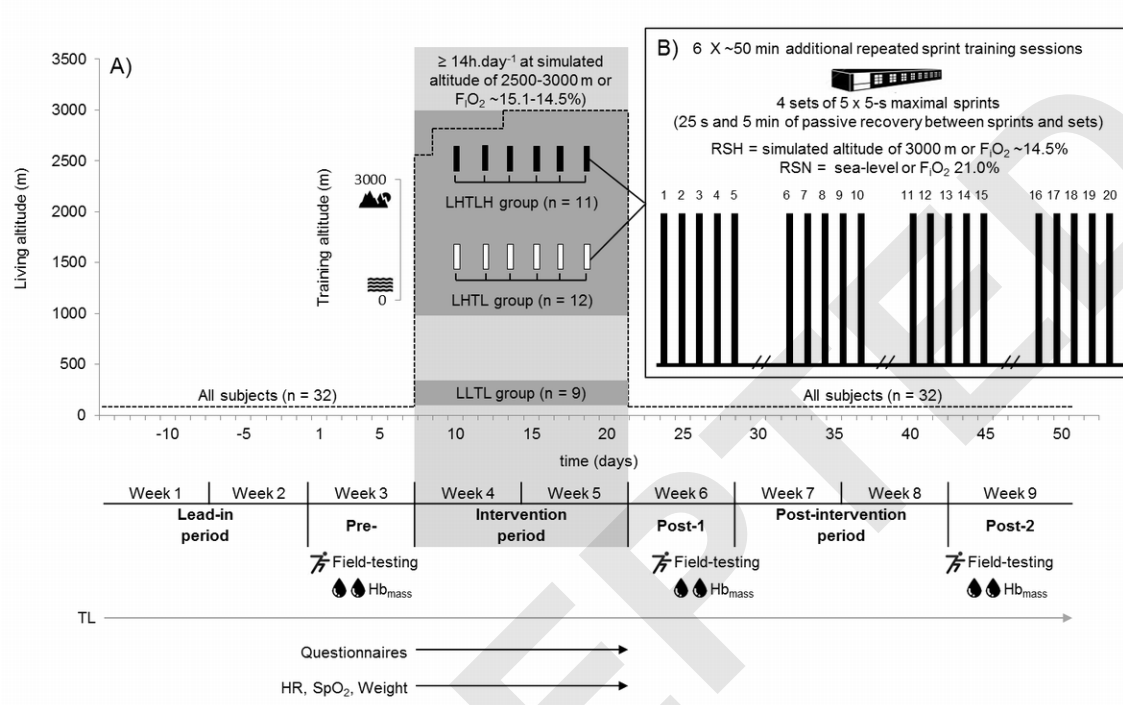 A)
Living altitude (m)
3500
3000
2500
2000
1500
1000
500
0
≥ 14h.day⁻¹ at simulated
altitude of 2500-3000 m or
FᵢO₂ ~15.1-14.5%)
Training altitude (m)
3000
0
LHTLH group (n = 11)
LHTL group (n = 12)
LLTL group (n = 9)
All subjects (n = 32)
All subjects (n = 32)
-10 -5 1 5 10 15 20 25 30 35 40 45 50
time (days)
B) 6 X ~50 min additional repeated sprint training sessions
4 sets of 5 x 5-s maximal sprints
(25 s and 5 min of passive recovery between sprints and sets)
RSH = simulated altitude of 3000 m or FᵢO₂ ~14.5%
RSN = sea-level or FᵢO₂ 21.0%
1 2 3 4 5 6 7 8 9 10 11 12 13 14 15 16 17 18 19 20
Week 1 Week 2 Week 3 Week 4 Week 5 Week 6 Week 7 Week 8 Week 9
Lead-in
period
Pre-
Intervention
period
Post-1
Post-intervention
period
Post-2
Field-testing
Hbmass
Field-testing
Hbmass
Field-testing
Hbmass
TL
Questionnaires
HR, SpO₂, Weight
EPTED